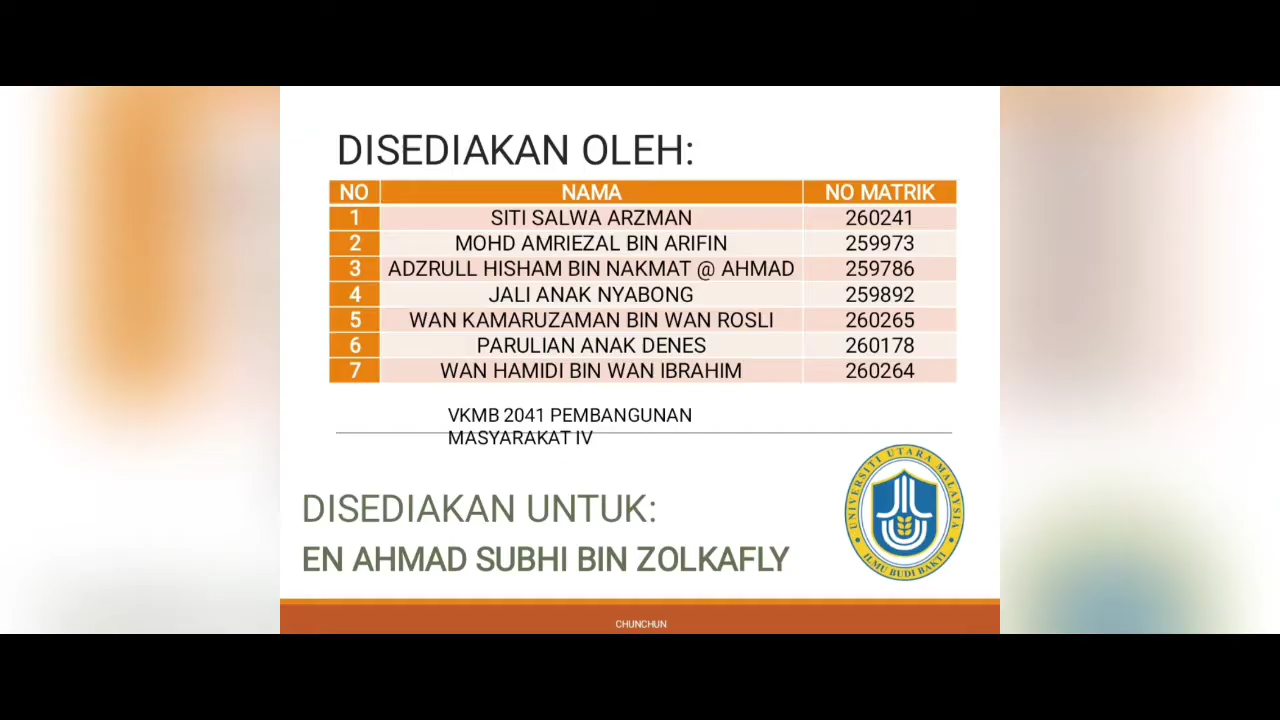 DISEDIAKAN OLEH:
NO NAMA NO MATRIK
1 SITI SALWA ARZMAN 260241
2 MOHD AMRIEZAL BIN ARIFIN 259973
3 ADZRULL HISHAM BIN NAKMAT @ AHMAD 259786
4 JALI ANAK NYABONG 259892
5 WAN KAMARUZAMAN BIN WAN ROSLI 260265
6 PARULIAN ANAK DENES 260178
7 WAN HAMIDI BIN WAN IBRAHIM 260264
VKMB 2041 PEMBANGUNAN
MASYARAKAT IV
DISEDIAKAN UNTUK:
EN AHMAD SUBHI BIN ZOLKAFLY
UNIVERSITI UTARA MALAYSIA
ILMU BUDI BAKTI
CHUNCHUN